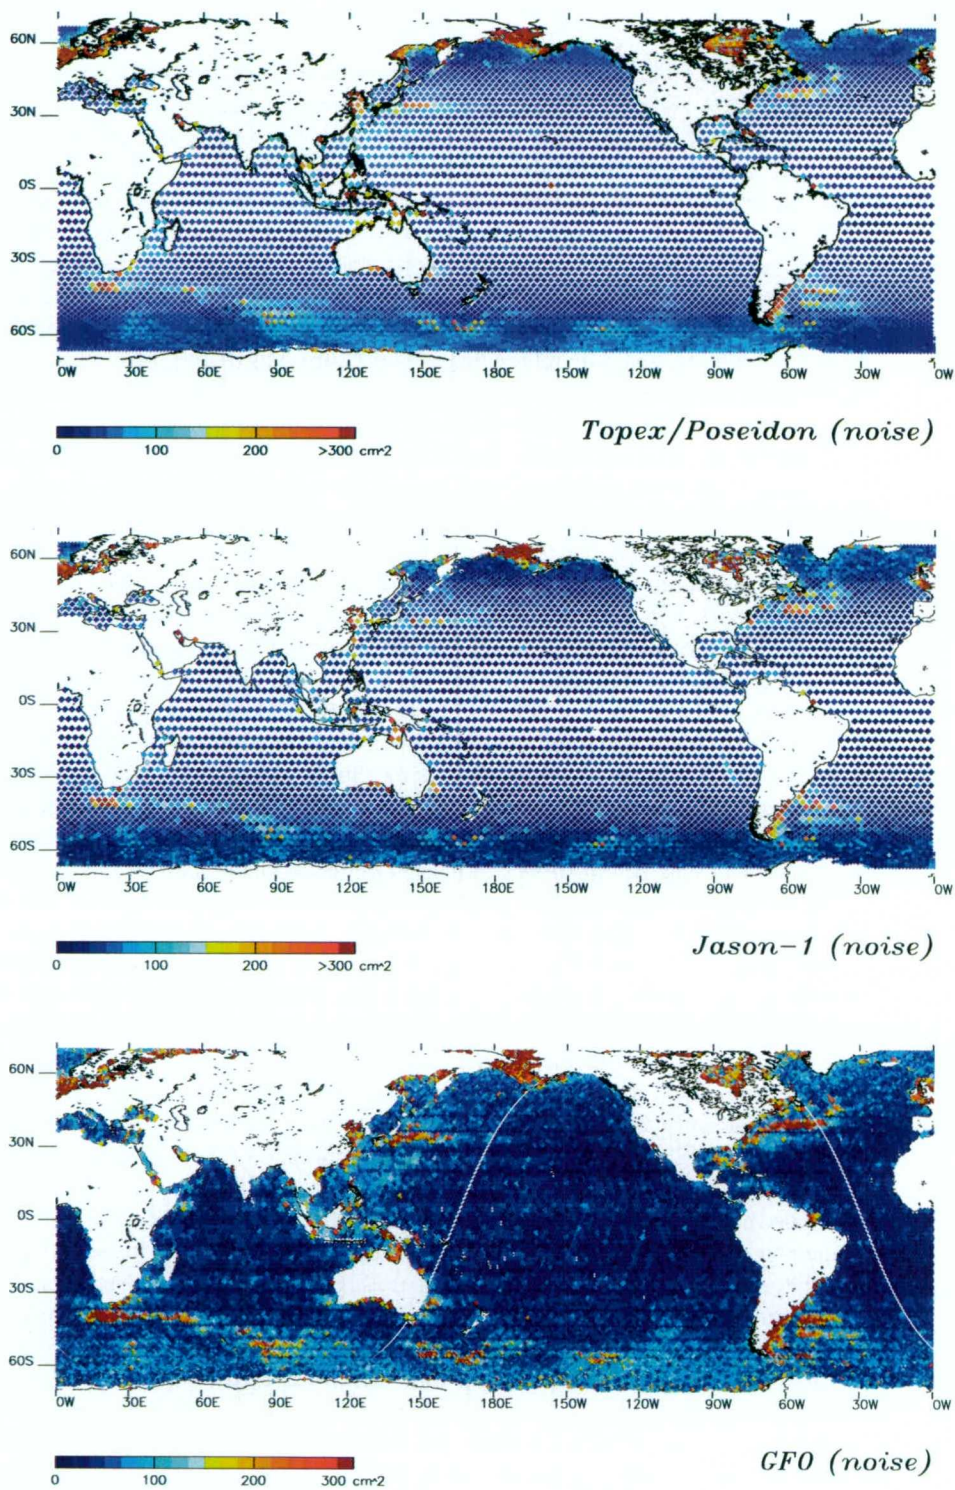 60N
30N
0S
30S
60S
0W 30E 60E 90E 120E 150E 180E 150W 120W 90W 60W 30W 0W
0 100 200 >300 cm^2
Topex/Poseidon (noise)
60N
30N
0S
30S
60S
0W 30E 60E 90E 120E 150E 180E 150W 120W 90W 60W 30W 0W
0 100 200 >300 cm^2
Jason-1 (noise)
60N
30N
0S
30S
60S
0W 30E 60E 90E 120E 150E 180E 150W 120W 90W 60W 30W 0W
0 100 200 >300 cm^2
GFO (noise)